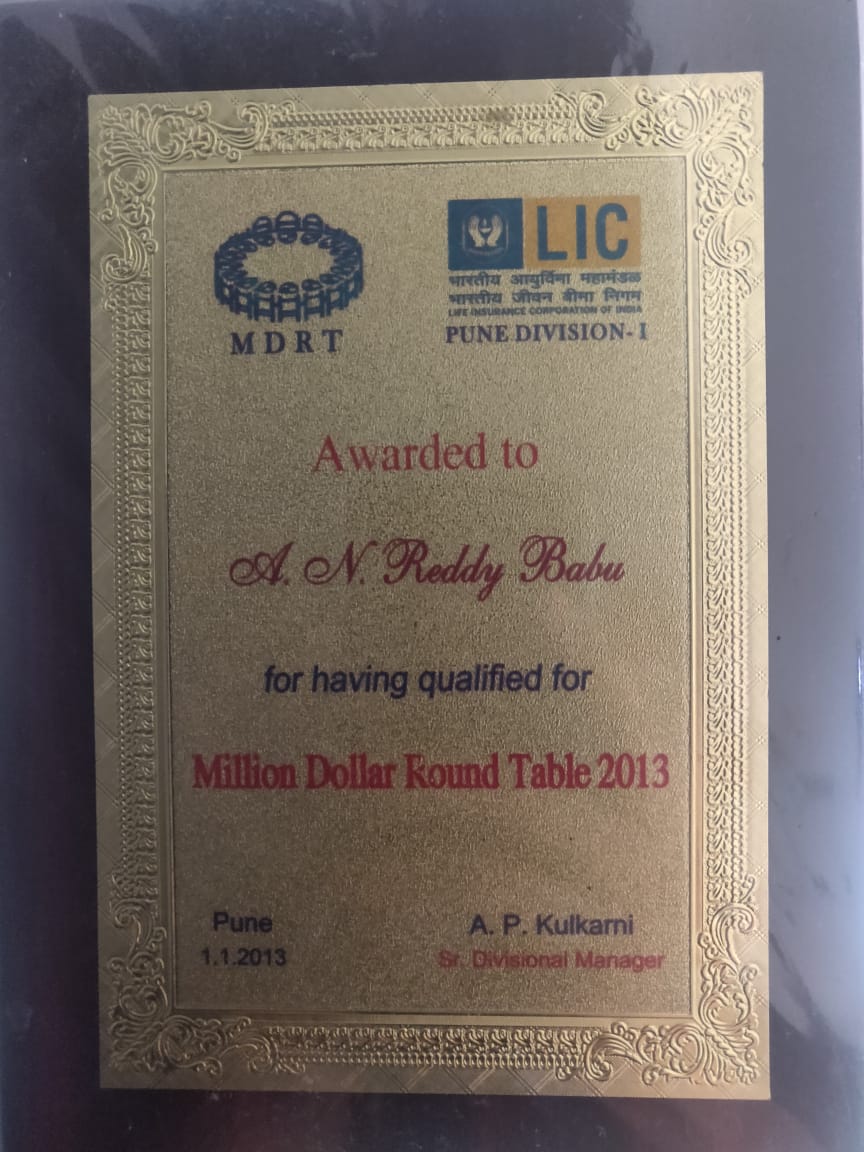 MDRT
LIC
भारतीय आयुर्विमा महामंडळ
भारतीय जीवन बीमा निगम
LIFE INSURANCE CORPORATION OF INDIA
PUNE DIVISION-I
Awarded to
A. N. Reddy Babu
for having qualified for
Million Dollar Round Table 2013
Pune
1.1.2013
A. P. Kulkarni
Sr. Divisional Manager